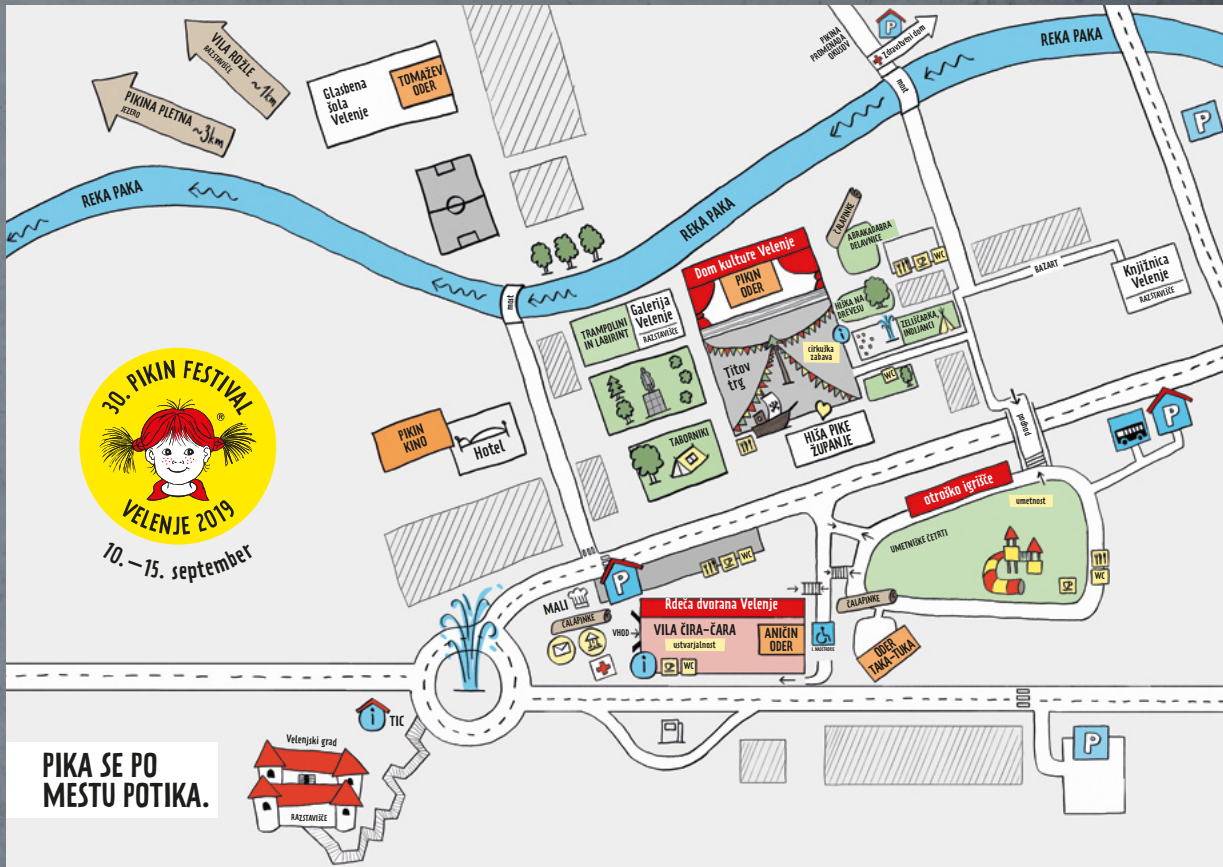 VILA ROŽLE
RAZSTAVIŠČE
~1km
PIKINA PLETNA
JEZERO
~3km
Glasbena
šola
Velenje
TOMAŽEV
ODER
PIKINA
PROMENADA
OKUSOV
P
Zdravstveni dom
REKA PAKA
most
P
REKA PAKA
REKA PAKA
most
ČALAPINKE
ABRAKADABRA
DELAVNICE
WC
BAZART
Knjižnica
Velenje
RAZSTAVIŠČE
Dom kulture Velenje
PIKIN
ODER
HIŠKA NA
DREVESU
i
ZELIŠČARKA,
INDIJANCI
TRAMPOLINI
IN LABIRINT
Galerija
Velenje
RAZSTAVIŠČE
Titov
trg
cirkuška
zabava
WC
30. PIKIN FESTIVAL
®
VELENJE 2019
10.–15. september
PIKIN
KINO
Hotel
TABORNIKI
HIŠA PIKE
ŽUPANJE
podhod
P
otroško igrišče
umetnost
UMETNIŠKE ČETRTI
WC
WC
P
MALI
ČALAPINKE
VHOD
Rdeča dvorana Velenje
VILA ČIRA-ČARA
ustvarjalnost
ANIČIN
ODER
i
WC
1. NADSTROPJE
ČALAPINKE
ODER
TAKA-TUKA
i
TIC
Velenjski grad
RAZSTAVIŠČE
P
PIKA SE PO
MESTU POTIKA.